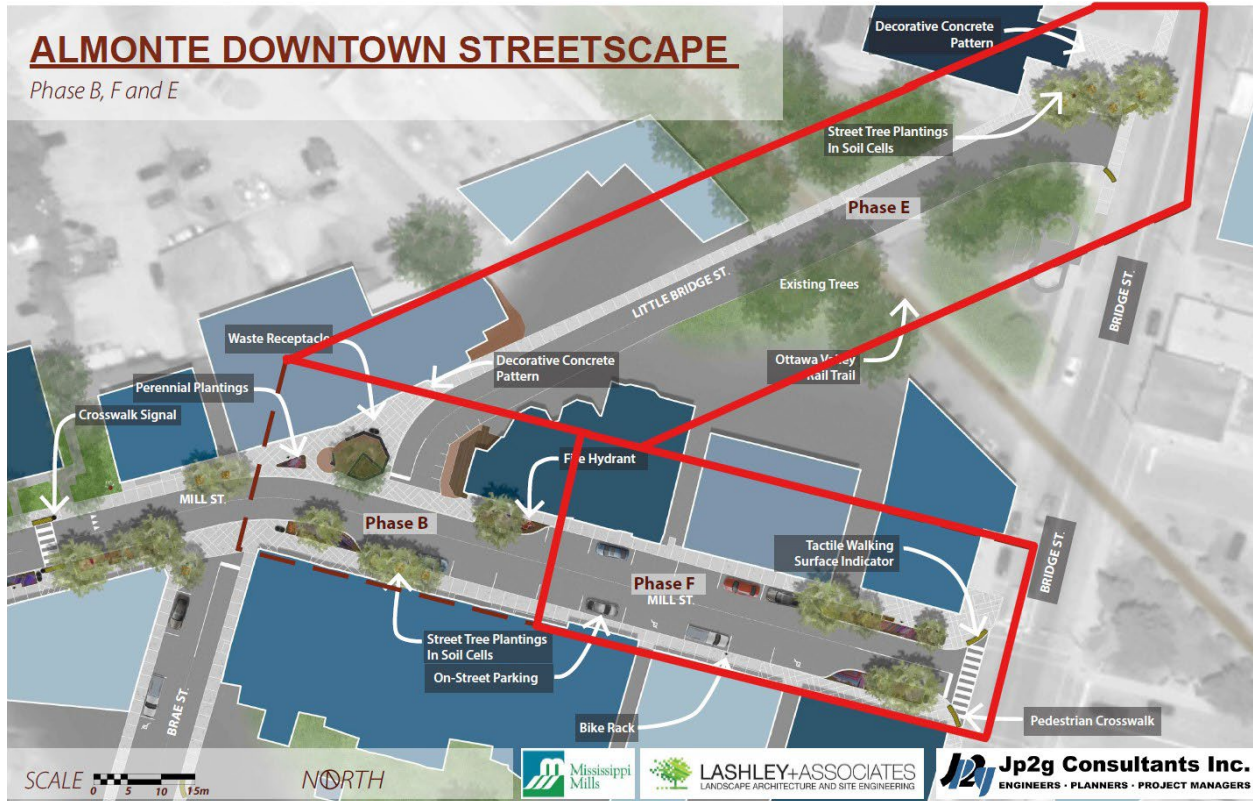 ALMONTE DOWNTOWN STREETSCAPE
Phase B, F and E
Decorative Concrete
Pattern
Street Tree Plantings
In Soil Cells
Phase E
Existing Trees
LITTLE BRIDGE ST.
BRIDGE ST.
Waste Receptacle
Decorative Concrete
Pattern
Ottawa Valley
Rail Trail
Perennial Plantings
Crosswalk Signal
Fire Hydrant
MILL ST.
Phase B
Tactile Walking
Surface Indicator
BRIDGE ST.
Phase F
MILL ST.
Street Tree Plantings
In Soil Cells
On-Street Parking
BRAE ST.
Bike Rack
Pedestrian Crosswalk
SCALE
0 5 10 15m
NORTH
Mississippi
Mills
LASHLEY+ASSOCIATES
LANDSCAPE ARCHITECTURE AND SITE ENGINEERING
JP2g Jp2g Consultants Inc.
ENGINEERS · PLANNERS · PROJECT MANAGERS